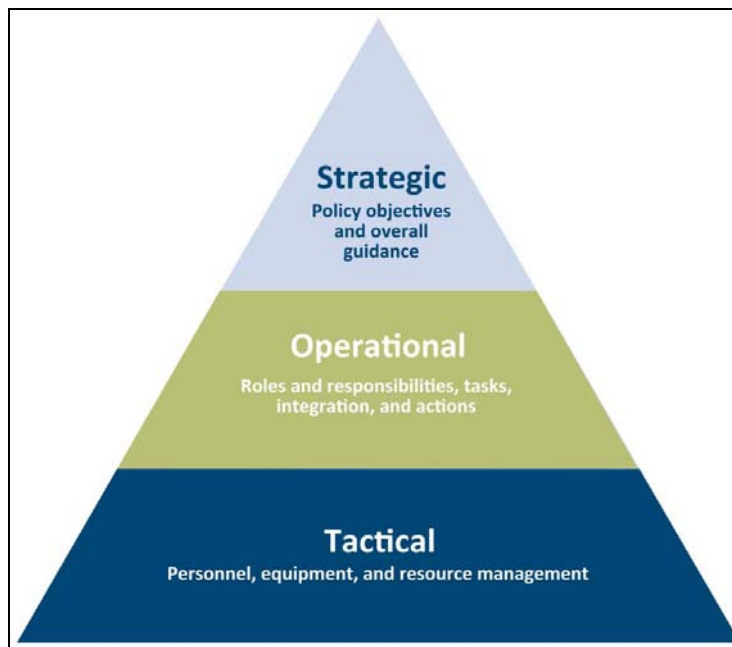 Strategic
Policy objectives
and overall
guidance
Operational
Roles and responsibilities, tasks,
integration, and actions
Tactical
Personnel, equipment, and resource management